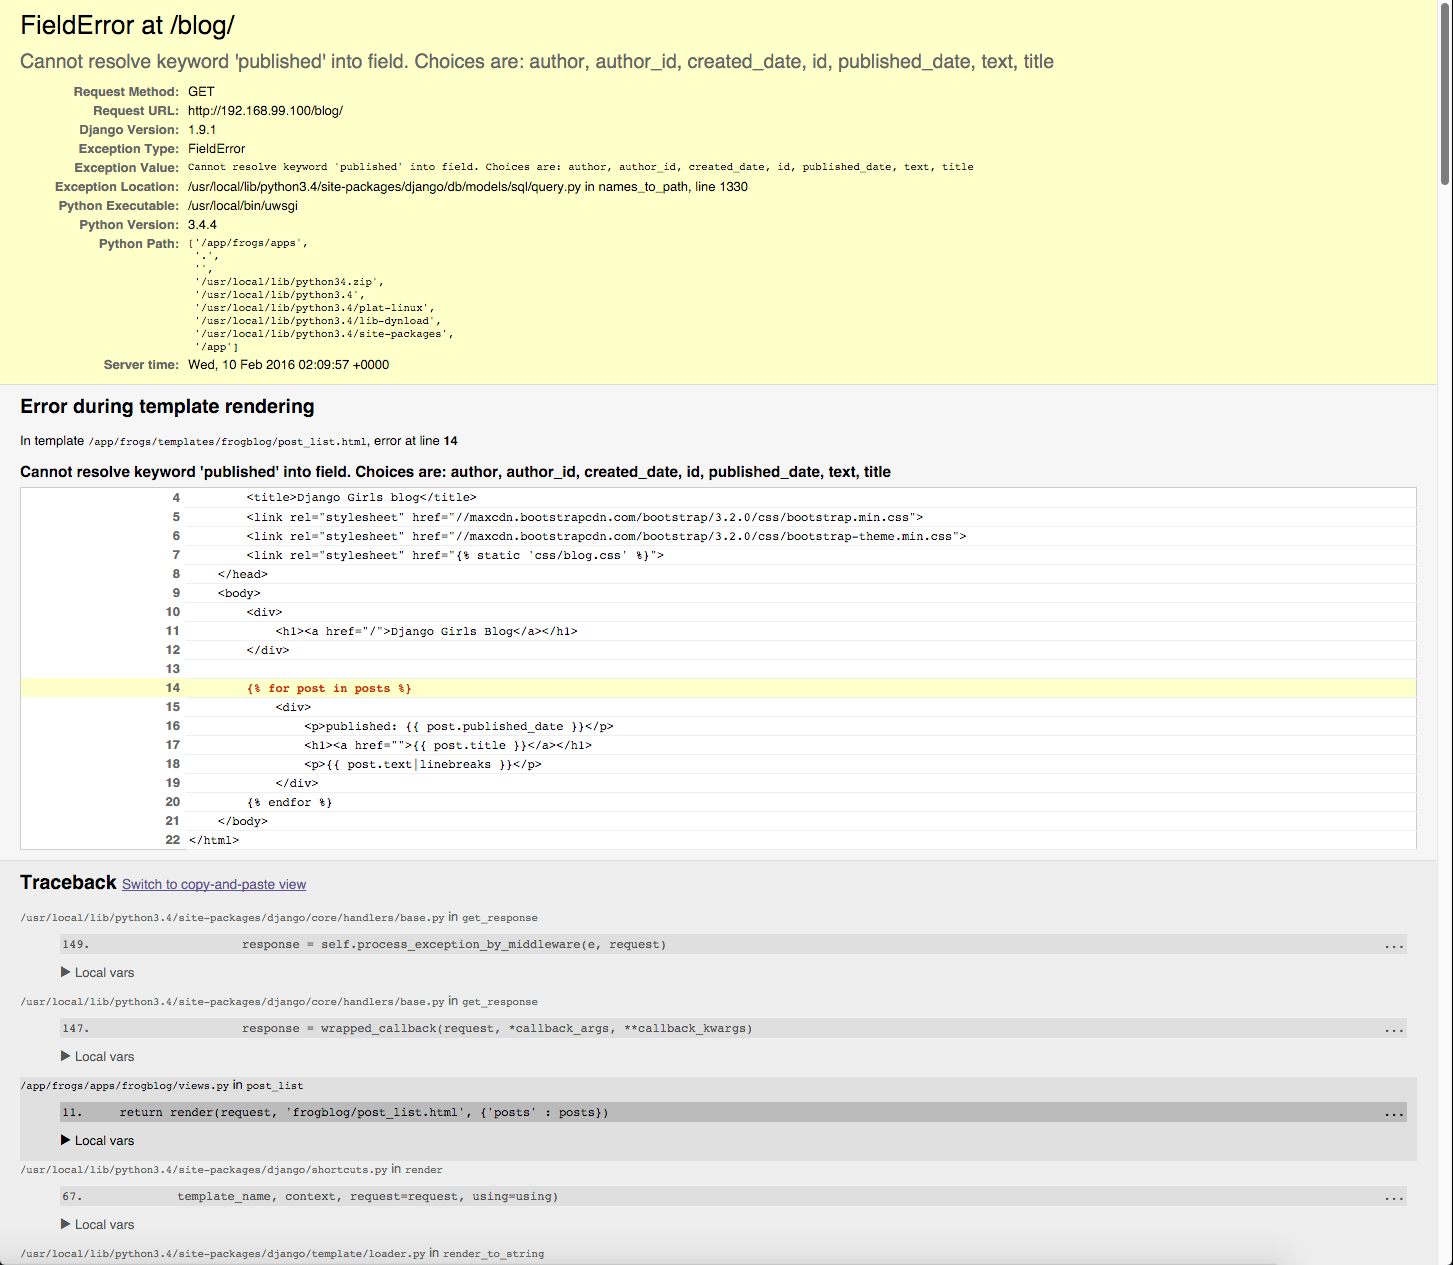 FieldError at /blog/
Cannot resolve keyword 'published' into field. Choices are: author, author_id, created_date, id, published_date, text, title
Request Method: GET
Request URL: http://192.168.99.100/blog/
Django Version: 1.9.1
Exception Type: FieldError
Exception Value: Cannot resolve keyword 'published' into field. Choices are: author, author_id, created_date, id, published_date, text, title
Exception Location: /usr/local/lib/python3.4/site-packages/django/db/models/sql/query.py in names_to_path, line 1330
Python Executable: /usr/local/bin/uwsgi
Python Version: 3.4.4
Python Path: ['/app/frogs/apps',
'.',
'',
'/usr/local/lib/python34.zip',
'/usr/local/lib/python3.4',
'/usr/local/lib/python3.4/plat-linux',
'/usr/local/lib/python3.4/lib-dynload',
'/usr/local/lib/python3.4/site-packages',
'/app']
Server time: Wed, 10 Feb 2016 02:09:57 +0000
Error during template rendering
In template /app/frogs/templates/frogblog/post_list.html, error at line 14
Cannot resolve keyword 'published' into field. Choices are: author, author_id, created_date, id, published_date, text, title
4 <title>Django Girls blog</title>
5 <link rel="stylesheet" href="//maxcdn.bootstrapcdn.com/bootstrap/3.2.0/css/bootstrap.min.css">
6 <link rel="stylesheet" href="//maxcdn.bootstrapcdn.com/bootstrap/3.2.0/css/bootstrap-theme.min.css">
7 <link rel="stylesheet" href="{% static 'css/blog.css' %}">
8 </head>
9 <body>
10 <div>
11 <h1><a href="/">Django Girls Blog</a></h1>
12 </div>
13
14 {% for post in posts %}
15 <div>
16 <p>published: {{ post.published_date }}</p>
17 <h1><a href="">{{ post.title }}</a></h1>
18 <p>{{ post.text|linebreaks }}</p>
19 </div>
20 {% endfor %}
21 </body>
22 </html>
Traceback Switch to copy-and-paste view
/usr/local/lib/python3.4/site-packages/django/core/handlers/base.py in get_response
149. response = self.process_exception_by_middleware(e, request) ...
▶ Local vars
/usr/local/lib/python3.4/site-packages/django/core/handlers/base.py in get_response
147. response = wrapped_callback(request, *callback_args, **callback_kwargs) ...
▶ Local vars
/app/frogs/apps/frogblog/views.py in post_list
11. return render(request, 'frogblog/post_list.html', {'posts' : posts}) ...
▶ Local vars
/usr/local/lib/python3.4/site-packages/django/shortcuts.py in render
67. template_name, context, request=request, using=using) ...
▶ Local vars
/usr/local/lib/python3.4/site-packages/django/template/loader.py in render_to_string